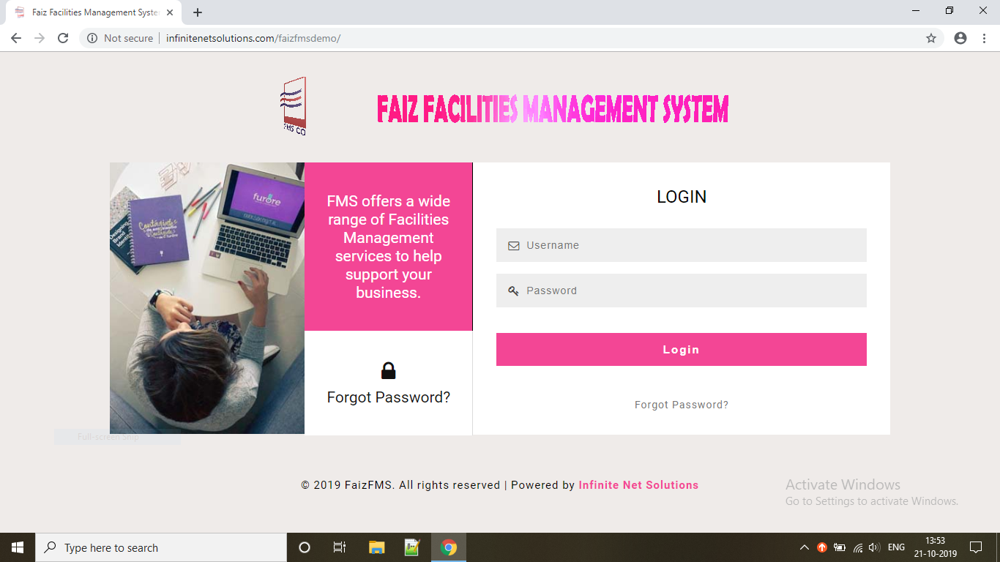 Faiz Facilities Management Syste
Not secure
infinitenetsolutions.com/faizfmsdemo/
FMS CO
FAIZ FACILITIES MANAGEMENT SYSTEM
furore
Designing
Brand
Identity
FMS offers a wide
range of Facilities
Management
services to help
support your
business.
Forgot Password?
LOGIN
Username
Password
Login
Forgot Password?
Full-screen Snip
© 2019 FaizFMS. All rights reserved | Powered by Infinite Net Solutions
Activate Windows
Go to Settings to activate Windows.
Type here to search
ENG
13:53
21-10-2019